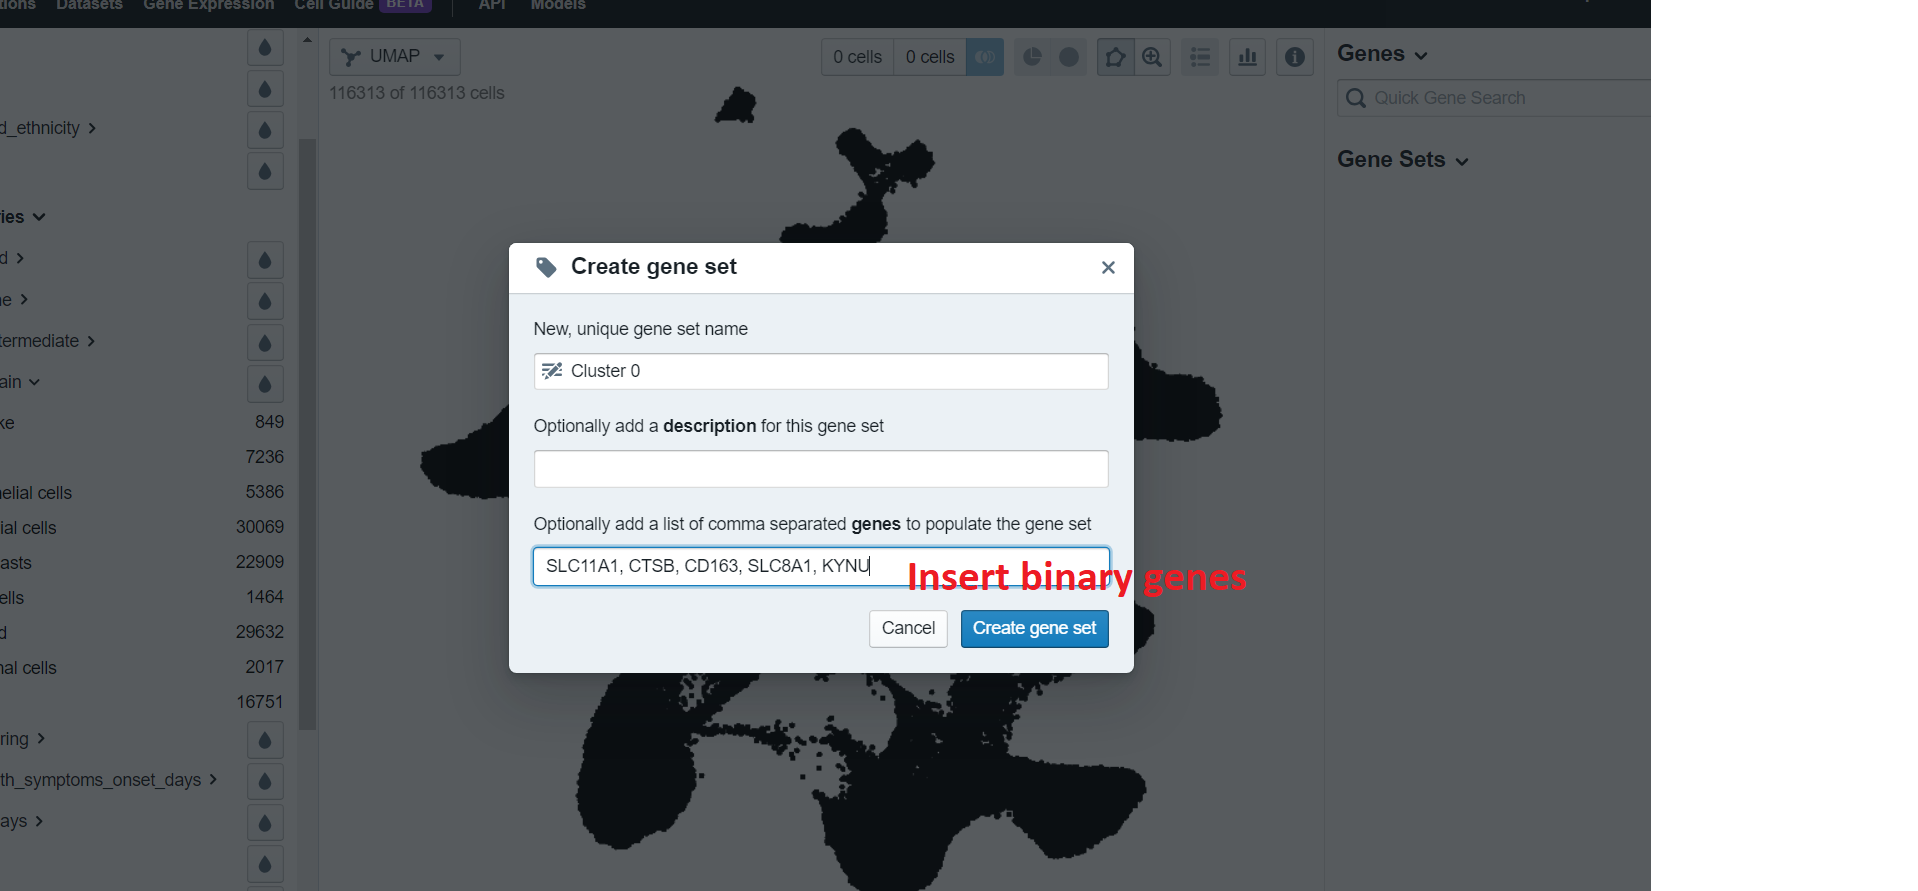 tions Datasets Gene Expression Cell Guide BETA API Models
UMAP
0 cells 0 cells
116313 of 116313 cells
Genes
Quick Gene Search
Gene Sets
d_ethnicity
ries
d
ne
termediate
ain
ke 849
7236
elial cells 5386
ial cells 30069
asts 22909
ells 1464
d 29632
nal cells 2017
16751
ring
th_symptoms_onset_days
ays
Create gene set
New, unique gene set name
Cluster 0
Optionally add a description for this gene set
Optionally add a list of comma separated genes to populate the gene set
SLC11A1, CTSB, CD163, SLC8A1, KYNU
Insert binary genes
Cancel Create gene set